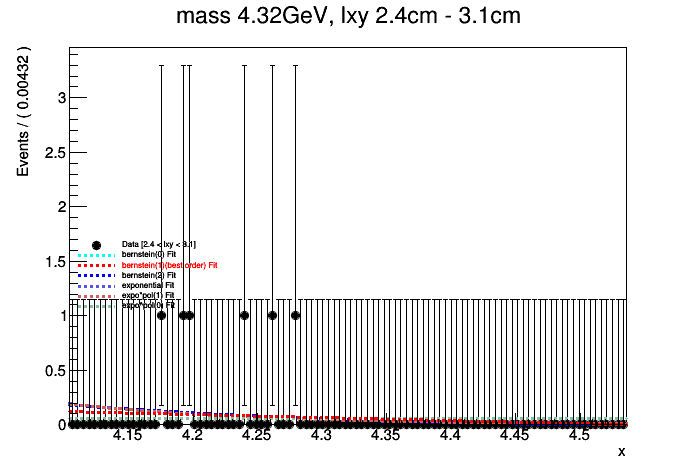 mass 4.32GeV, lxy 2.4cm - 3.1cm
Events / ( 0.00432 )
3
2.5
2
1.5
1
0.5
0
Data [2.4 < lxy < 3.1]
bernstein(0) Fit
bernstein(1)(best order) Fit
bernstein(2) Fit
exponential Fit
expo*pol(1) Fit
expo*pol(0) Fit
4.15 4.2 4.25 4.3 4.35 4.4 4.45 4.5
x